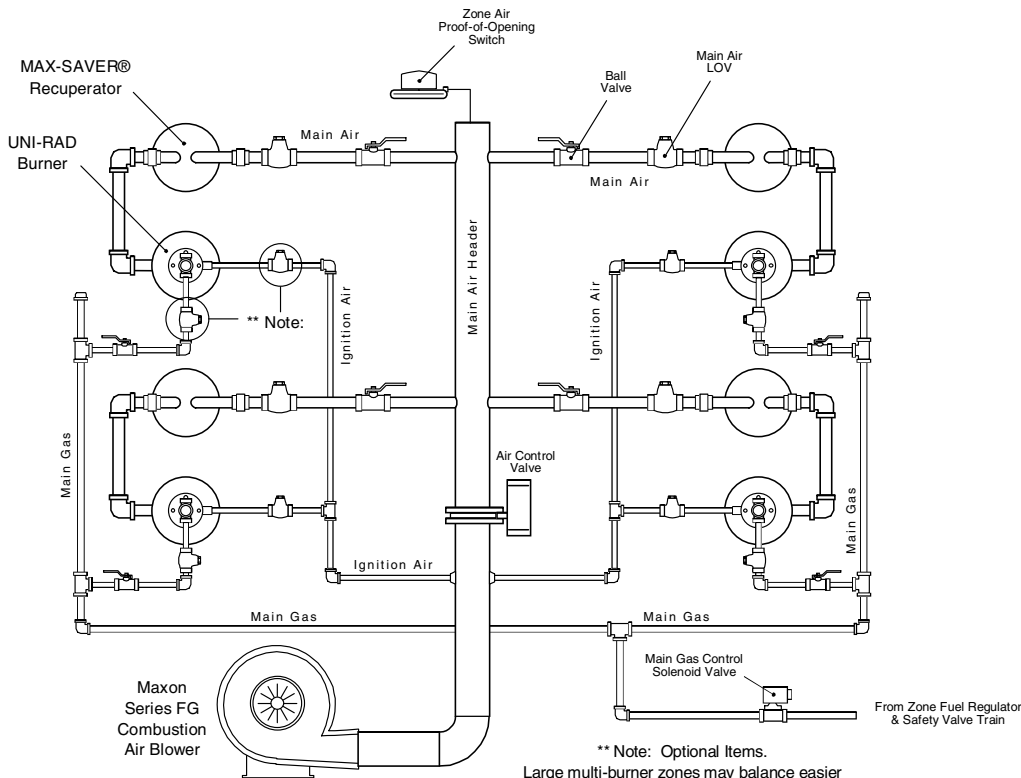 Zone Air
Proof-of-Opening
Switch
MAX-SAVER®
Recuperator
Ball
Valve
Main Air
LOV
UNI-RAD
Burner
Main Air
Main Air
Main Air Header
Ignition Air
Ignition Air
** Note:
Main Gas
Air Control
Valve
Main Gas
Ignition Air
Main Gas
Main Gas
Main Gas Control
Solenoid Valve
Maxon
Series FG
Combustion
Air Blower
From Zone Fuel Regulator
& Safety Valve Train
** Note: Optional Items.
Large multi-burner zones may balance easier